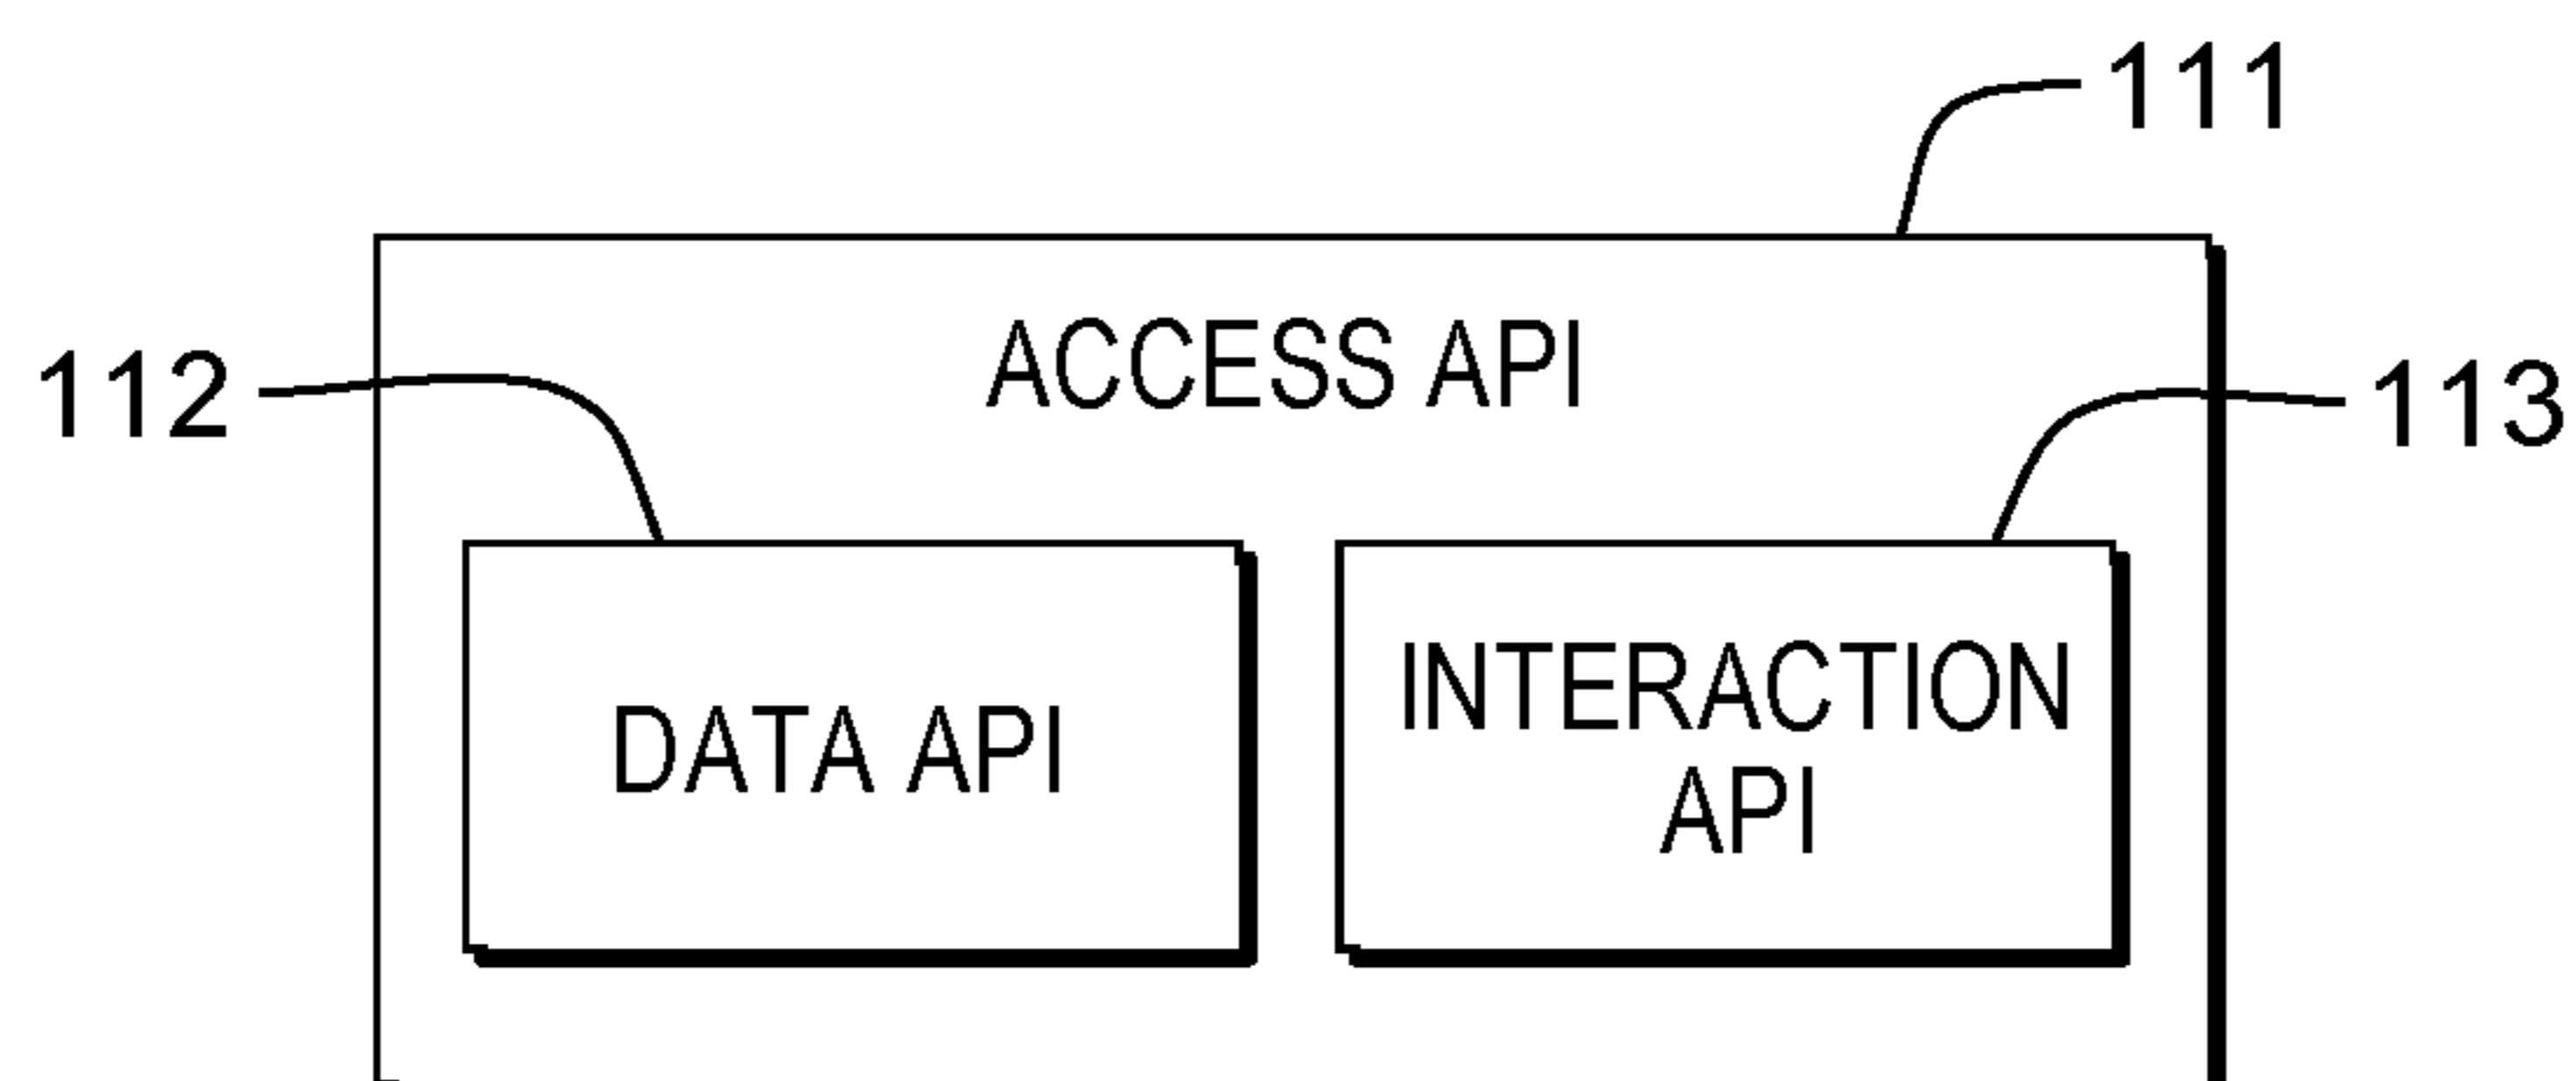 111
ACCESS API
112
113
DATA API
INTERACTION
API